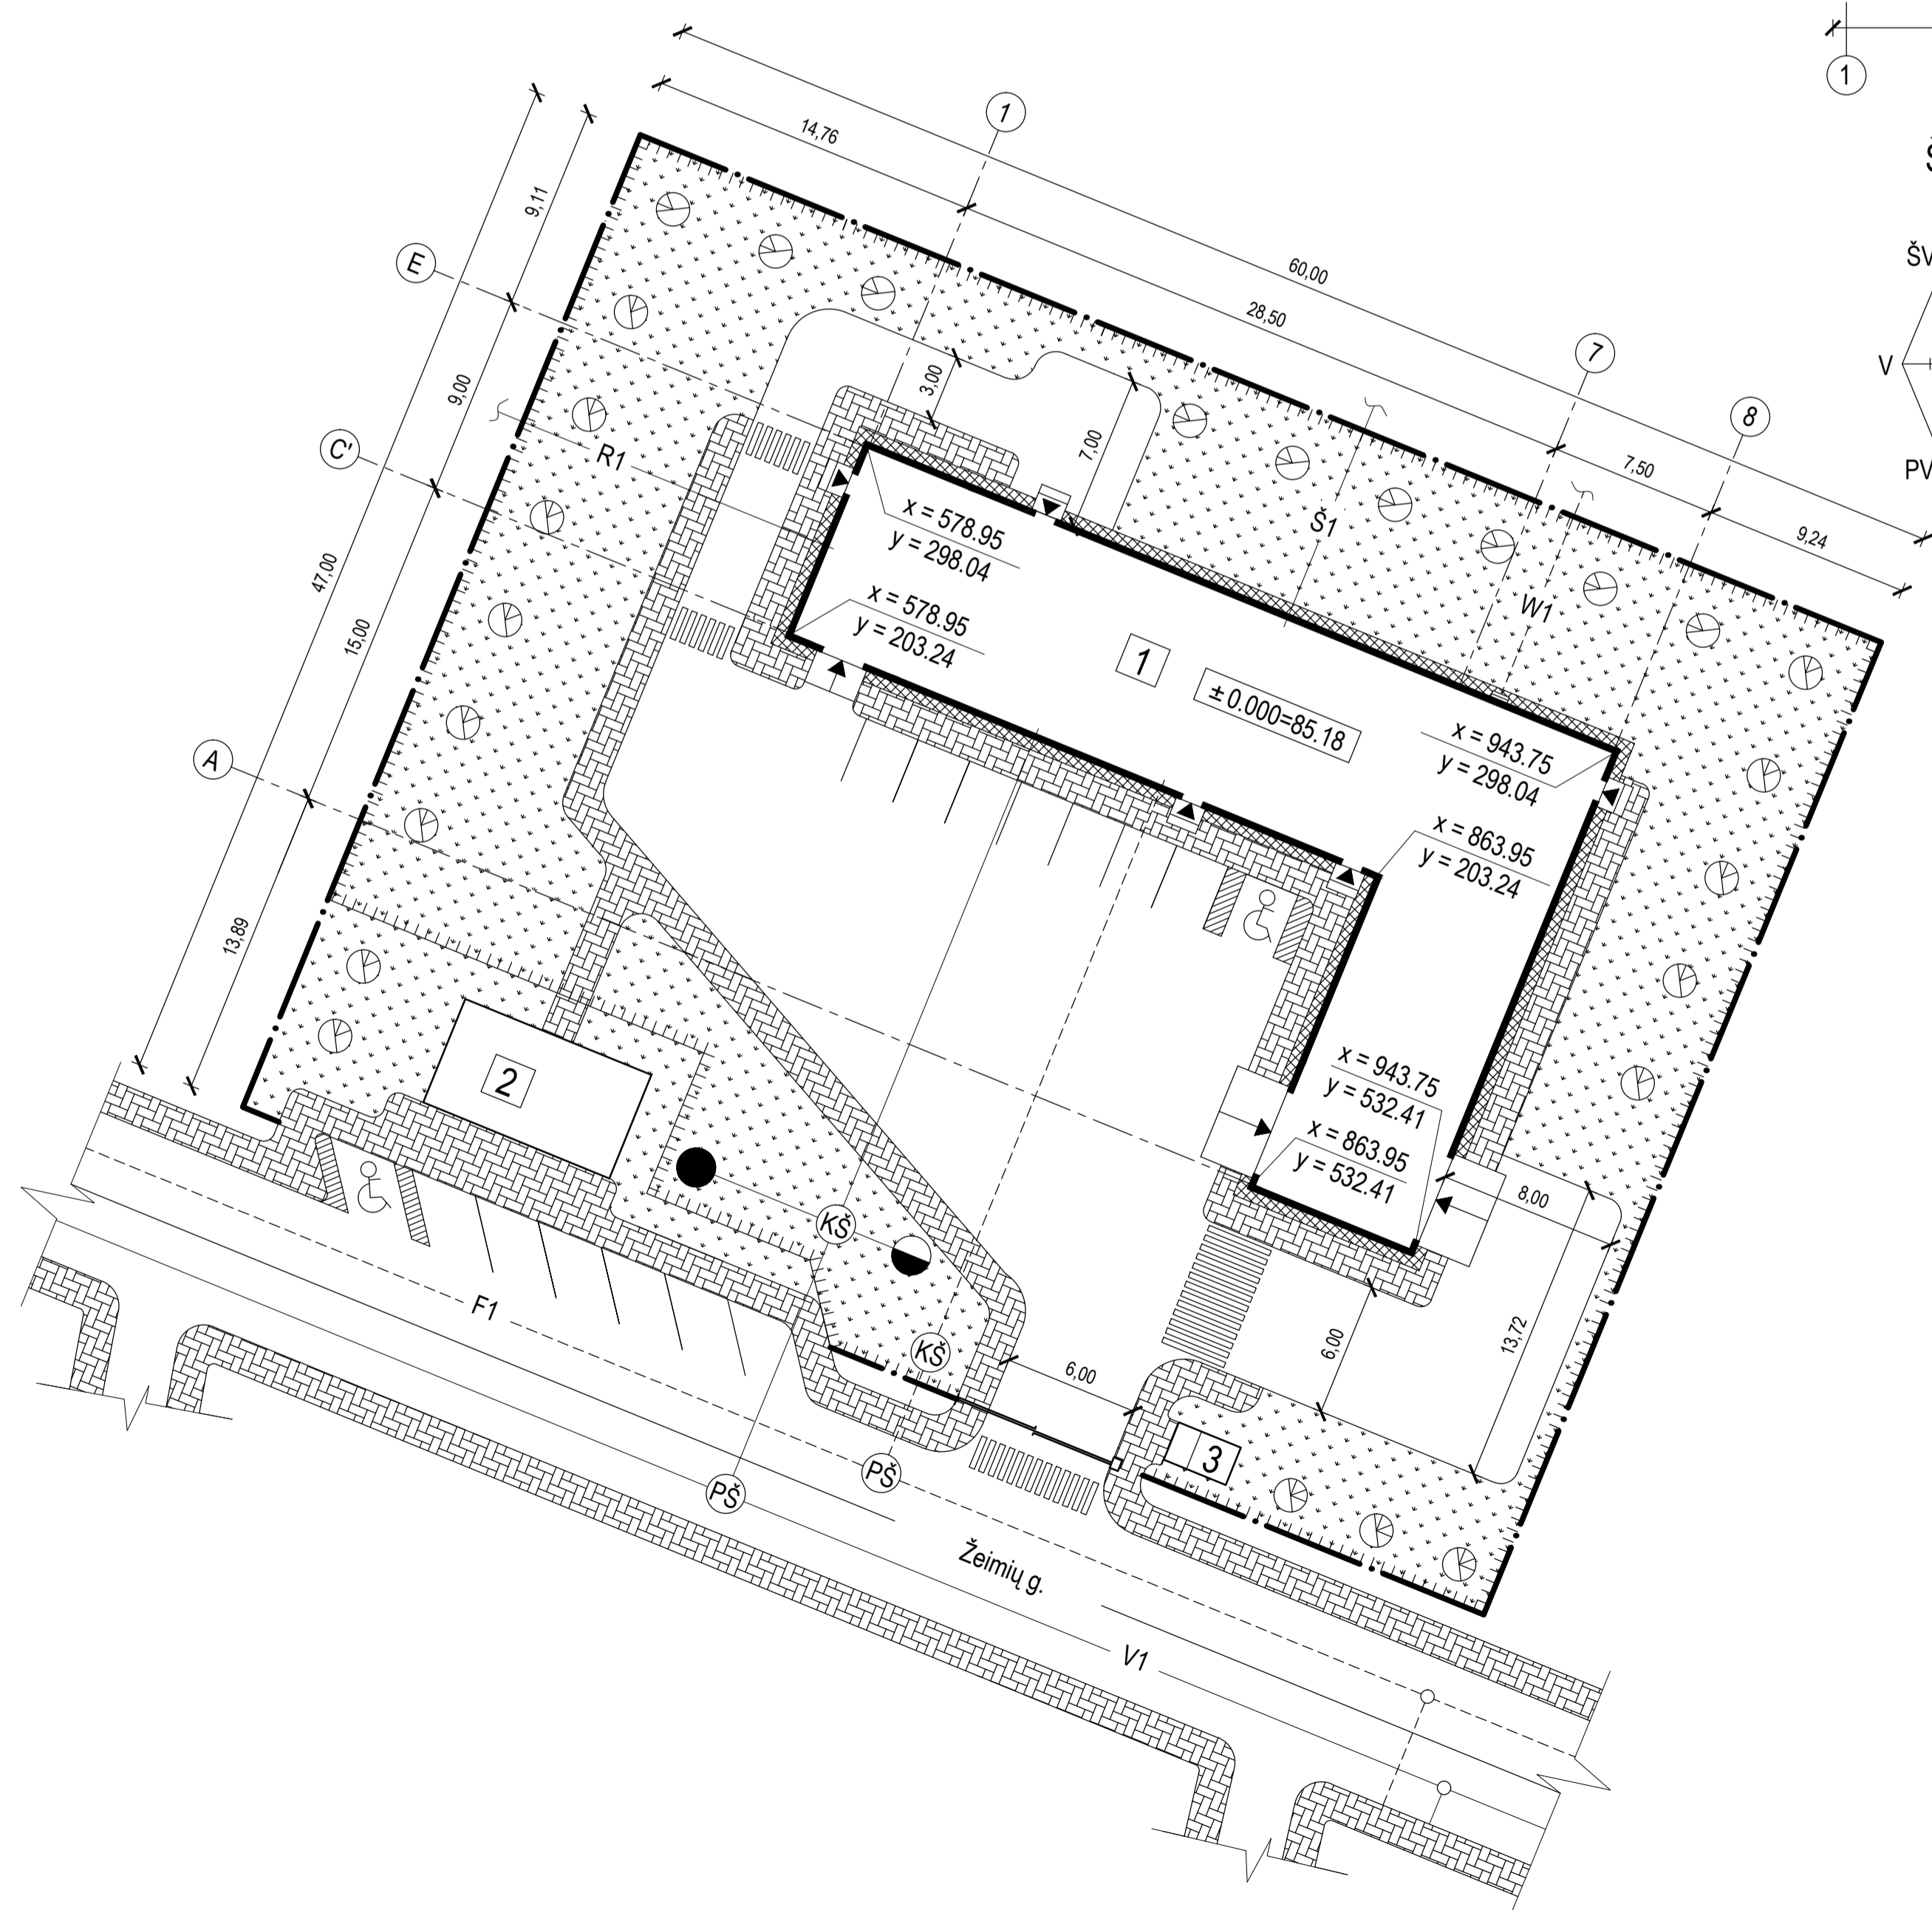 1
Š
ŠV
V
PV
1
14,76
60,00
28,50
7
8
7,50
9,24
9,11
E
9,00
C'
47,00
15,00
A
13,89
R1
3,00
7,00
Š1
W1
x = 578.95
y = 298.04
x = 578.95
y = 203.24
1
± 0.000=85.18
x = 943.75
y = 298.04
x = 863.95
y = 203.24
x = 943.75
y = 532.41
x = 863.95
y = 532.41
2
KŠ
KŠ
8,00
13,72
6,00
6,00
3
F1
PŠ
PŠ
Žeimių g.
V1